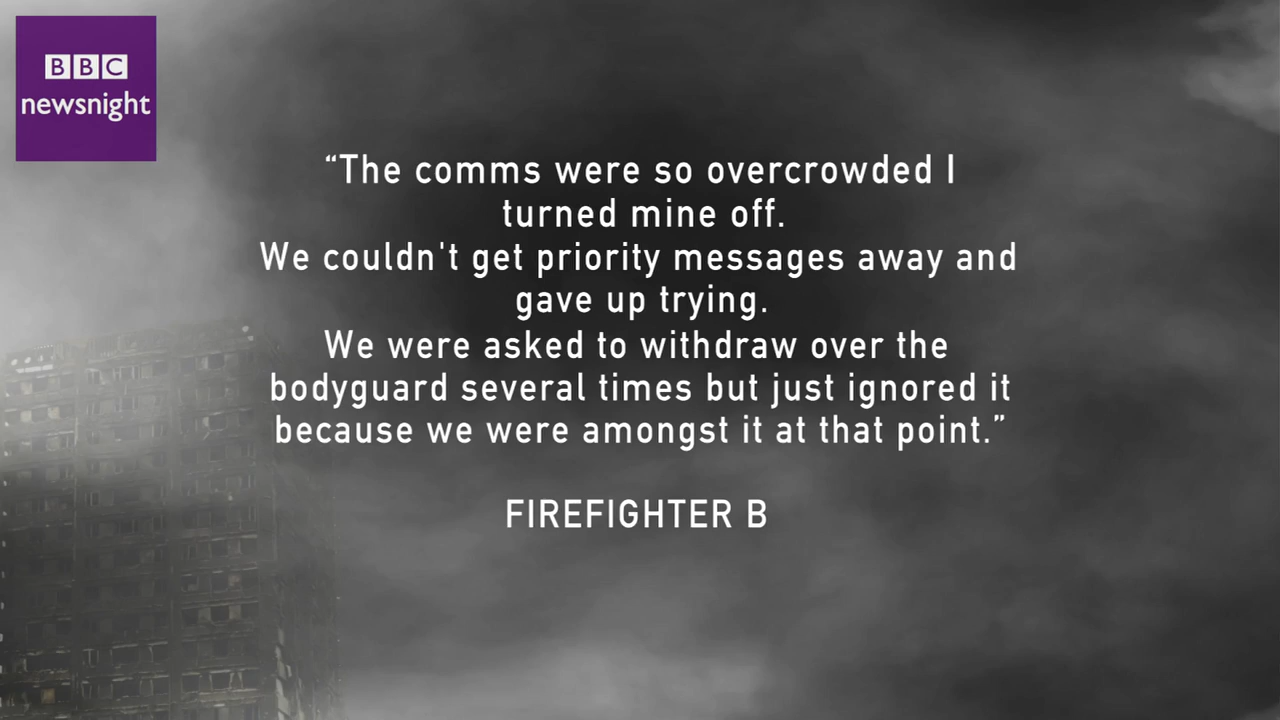 BBC
newsnight
“The comms were so overcrowded I
turned mine off.
We couldn't get priority messages away and
gave up trying.
We were asked to withdraw over the
bodyguard several times but just ignored it
because we were amongst it at that point.”
FIREFIGHTER B